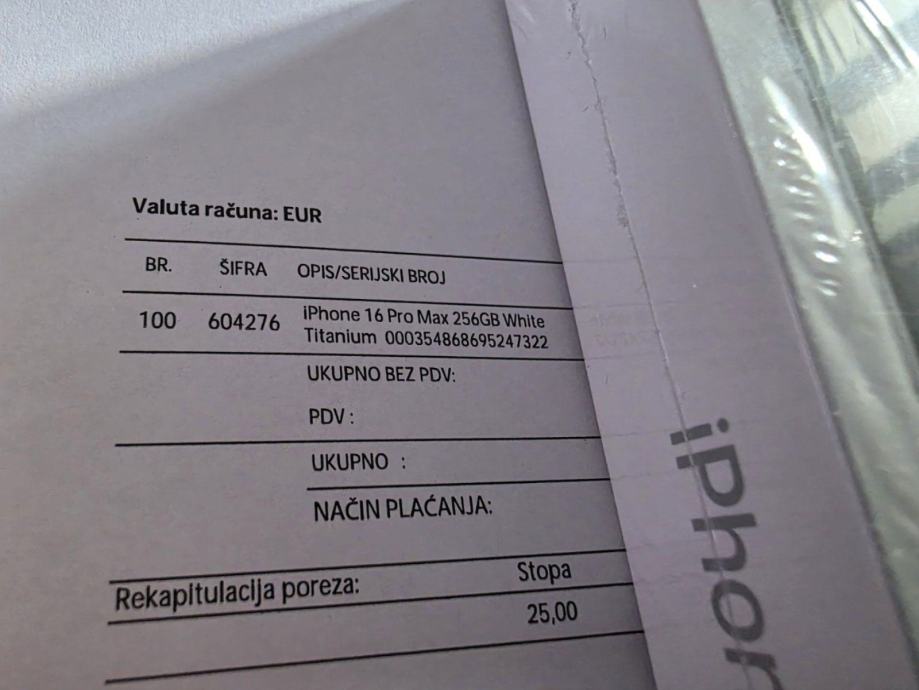 Valuta računa: EUR
BR. ŠIFRA OPIS/SERIJSKI BROJ
100 604276 iPhone 16 Pro Max 256GB White
Titanium 000354868695247322
UKUPNO BEZ PDV:
PDV :
UKUPNO :
NAČIN PLAĆANJA:
Rekapitulacija poreza: Stopa
25,00
iPhon